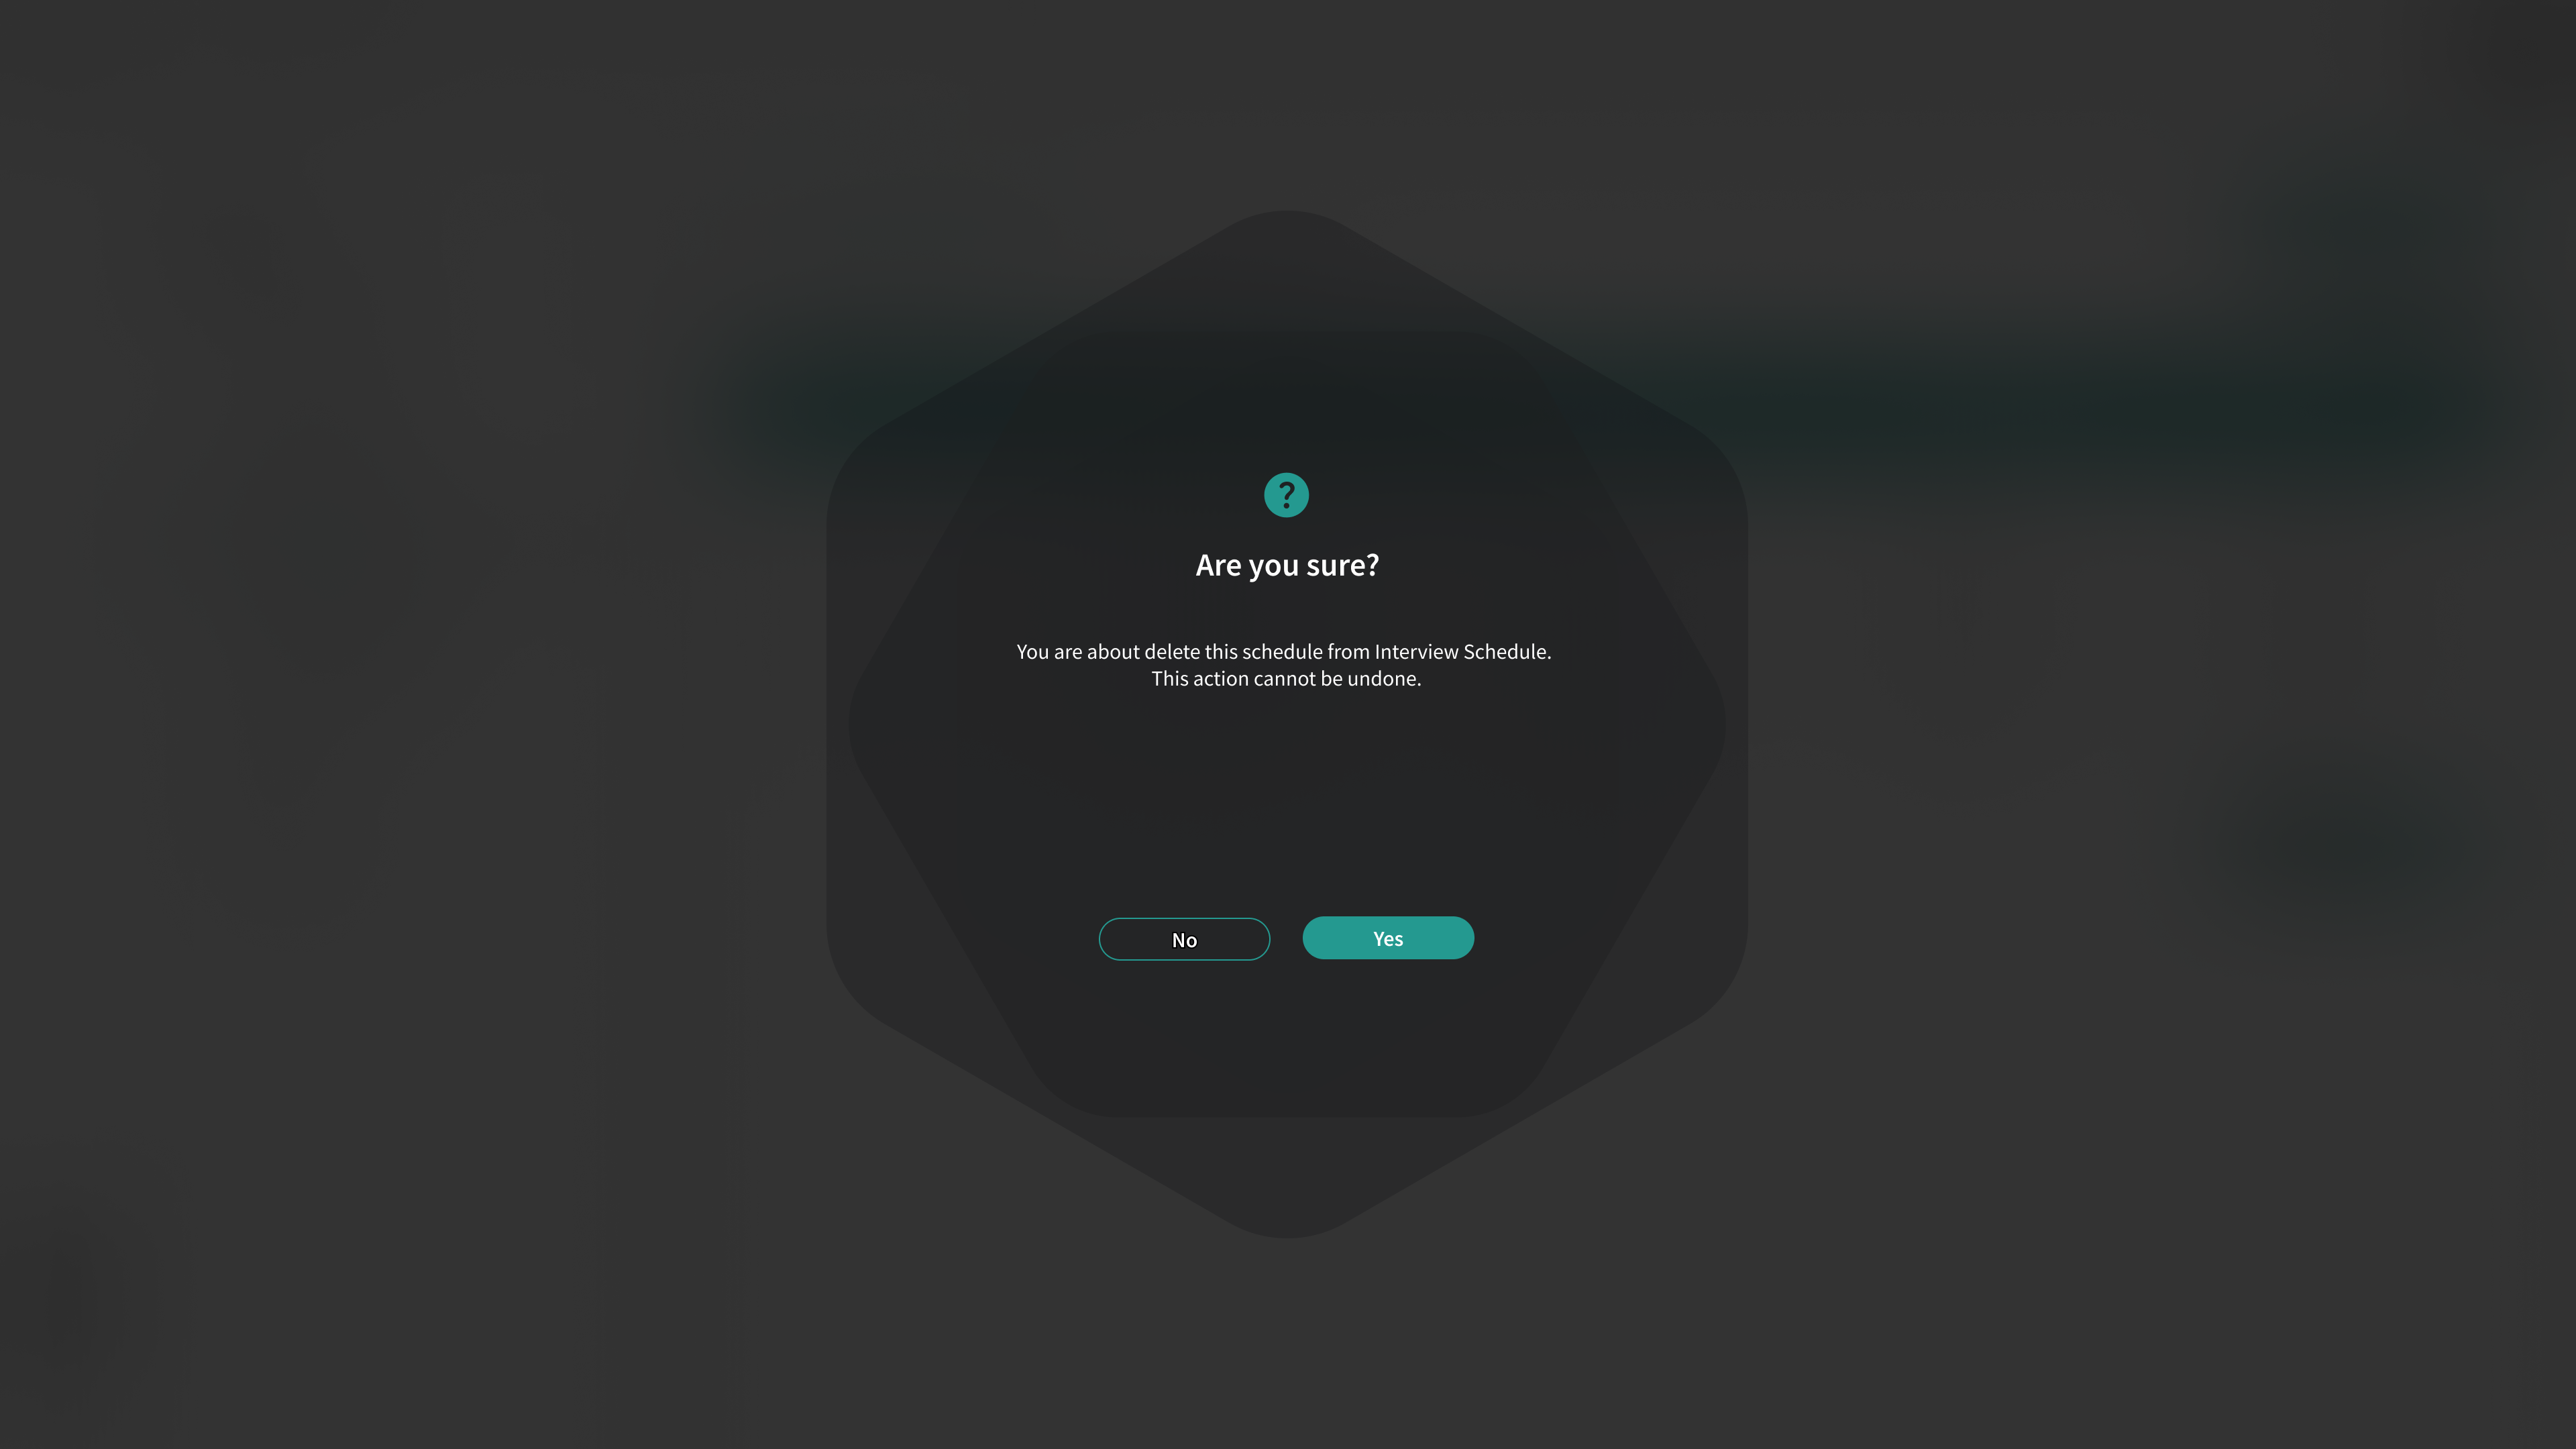 ?
Are you sure?
You are about delete this schedule from Interview Schedule.
This action cannot be undone.
No
Yes